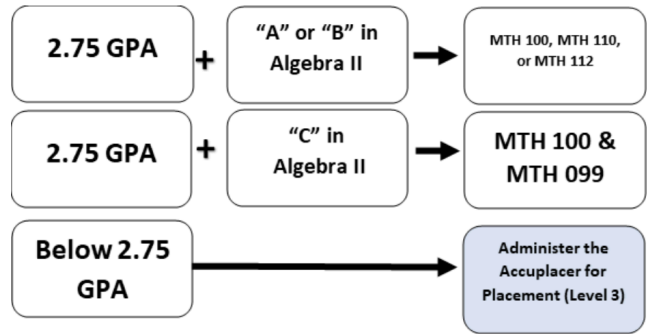 2.75 GPA
+
“A” or “B” in
Algebra II
MTH 100, MTH 110,
or MTH 112
2.75 GPA
+
“C” in
Algebra II
MTH 100 &
MTH 099
Below 2.75
GPA
Administer the
Accuplacer for
Placement (Level 3)